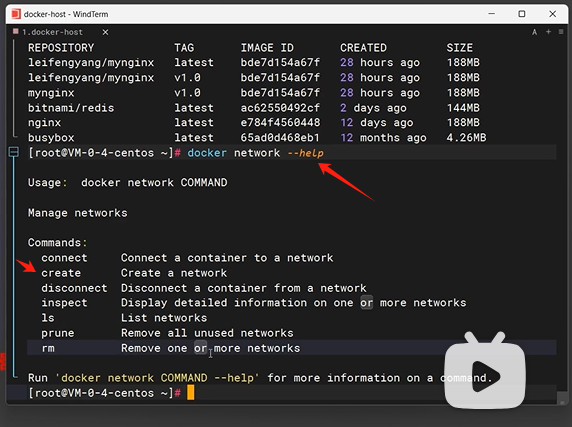 docker-host - WindTerm
1.docker-host
REPOSITORY TAG IMAGE ID CREATED SIZE
leifengyang/mynginx latest bde7d154a67f 28 hours ago 188MB
leifengyang/mynginx v1.0 bde7d154a67f 28 hours ago 188MB
mynginx v1.0 bde7d154a67f 28 hours ago 188MB
bitnami/redis latest ac62550492cf 2 days ago 144MB
nginx latest e784f4560448 12 days ago 188MB
busybox latest 65ad0d468eb1 12 months ago 4.26MB
[root@VM-0-4-centos ~]# docker network --help
Usage:  docker network COMMAND
Manage networks
Commands:
connect Connect a container to a network
create Create a network
disconnect Disconnect a container from a network
inspect Display detailed information on one or more networks
ls List networks
prune Remove all unused networks
rm Remove one or more networks
Run 'docker network COMMAND --help' for more information on a command.
[root@VM-0-4-centos ~]#